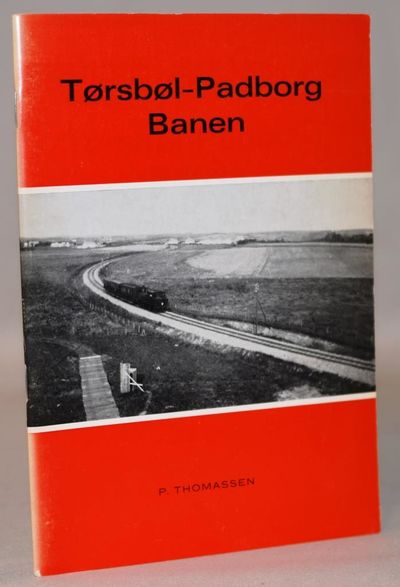 Tørsbøl-Padborg
Banen
P. THOMASSEN